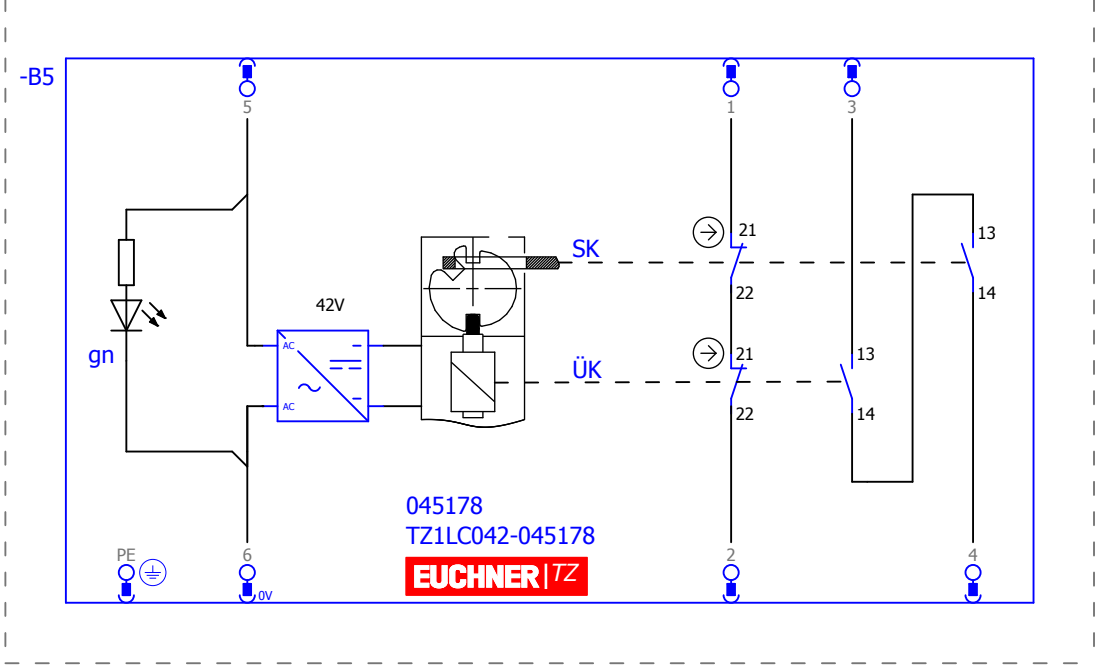 -B5
5
1
3
21
13
SK
22
14
42V
gn
AC
21
13
ÜK
AC
22
14
045178
TZ1LC042-045178
PE
6
EUCHNER|TZ
2
4
0V